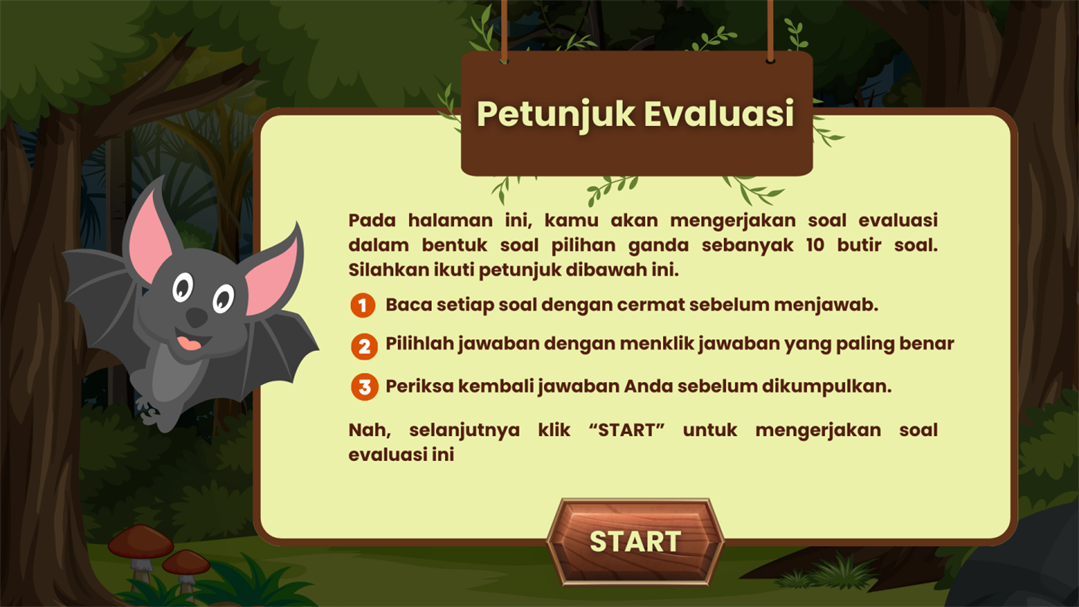 Petunjuk Evaluasi
Pada halaman ini, kamu akan mengerjakan soal evaluasi
dalam bentuk soal pilihan ganda sebanyak 10 butir soal.
Silahkan ikuti petunjuk dibawah ini.
1 Baca setiap soal dengan cermat sebelum menjawab.
2 Pilihlah jawaban dengan menklik jawaban yang paling benar
3 Periksa kembali jawaban Anda sebelum dikumpulkan.
Nah, selanjutnya klik “START” untuk mengerjakan soal
evaluasi ini
START